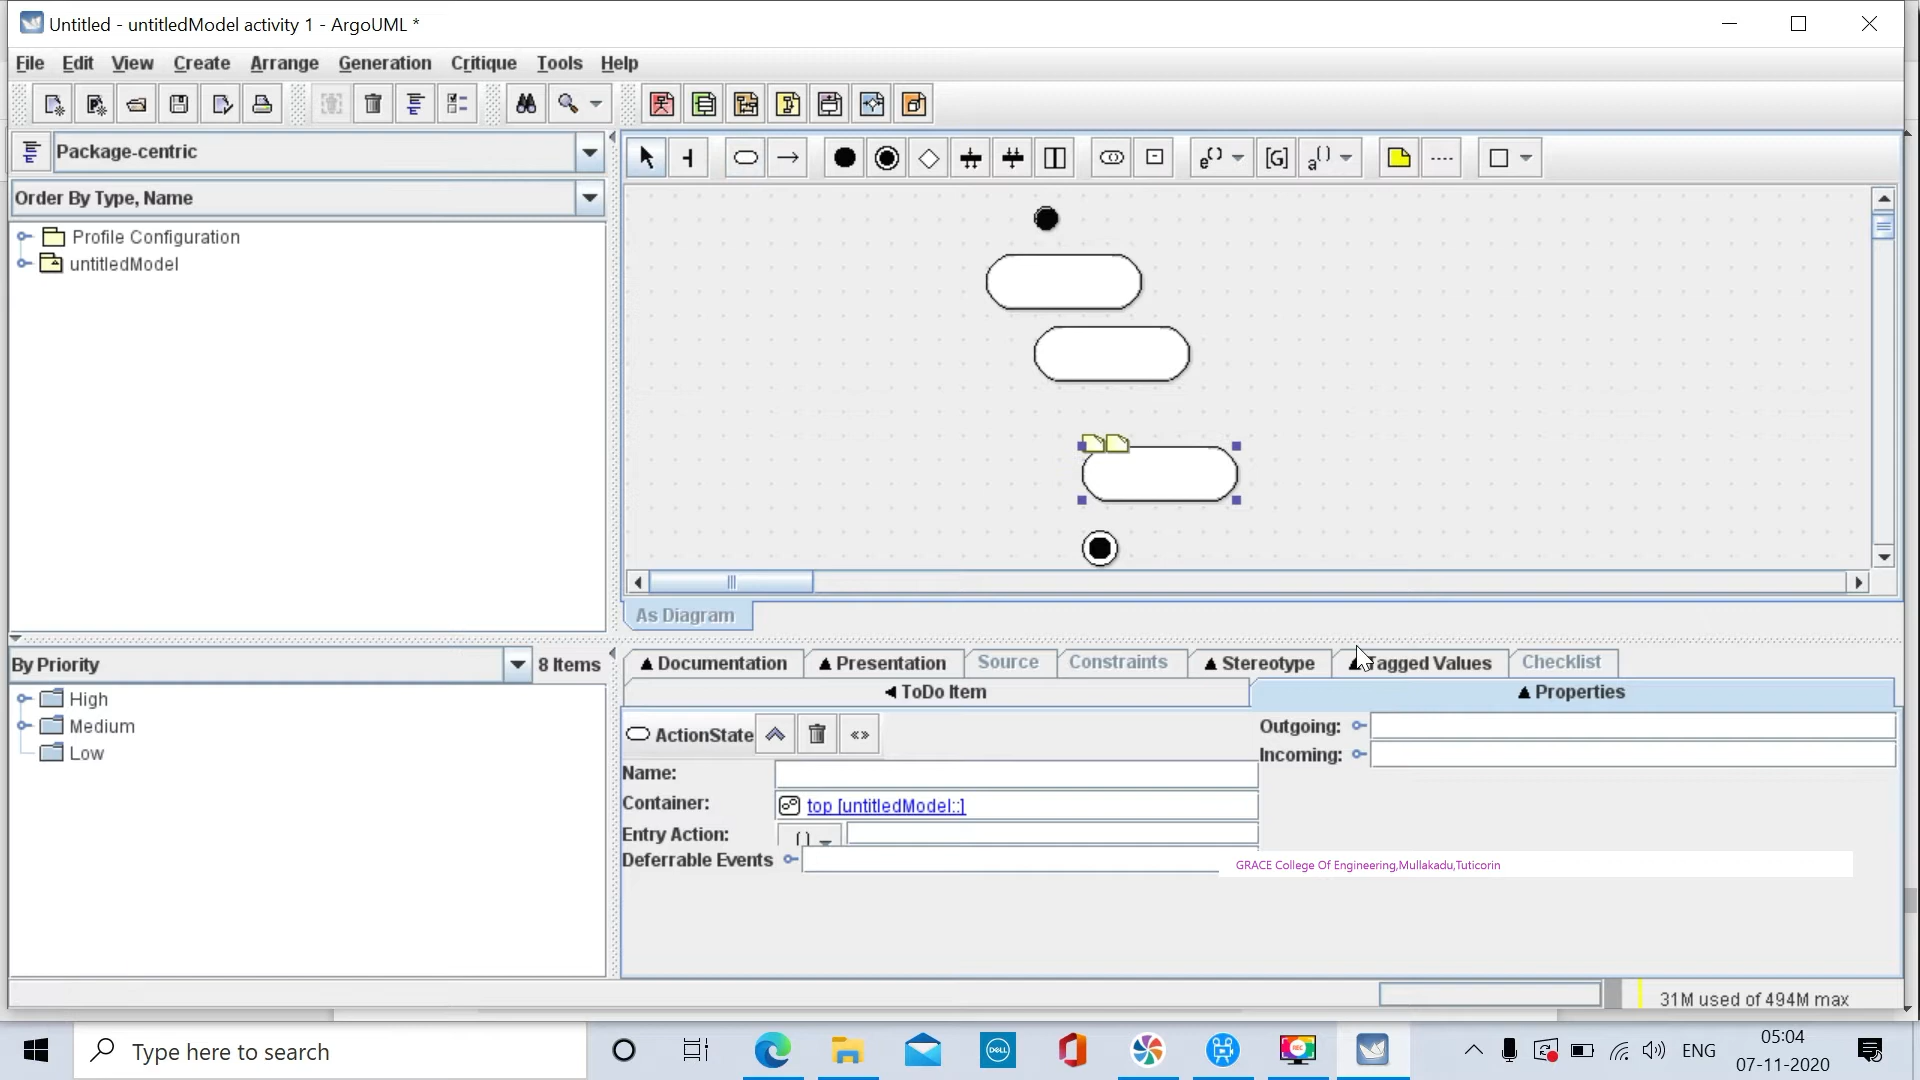 Untitled - untitledModel activity 1 - ArgoUML *
File Edit View Create Arrange Generation Critique Tools Help
Package-centric
Order By Type, Name
Profile Configuration
untitledModel
e() [G] a()
As Diagram
By Priority 8 Items
High
Medium
Low
Documentation Presentation Source Constraints Stereotype Tagged Values Checklist
ToDo Item Properties
ActionState
Name:
Container: top [untitledModel::]
Entry Action: ()
Deferrable Events
Outgoing:
Incoming:
GRACE College Of Engineering,Mullakadu,Tuticorin
31M used of 494M max
Type here to search
DELL
REC
ENG
05:04
07-11-2020